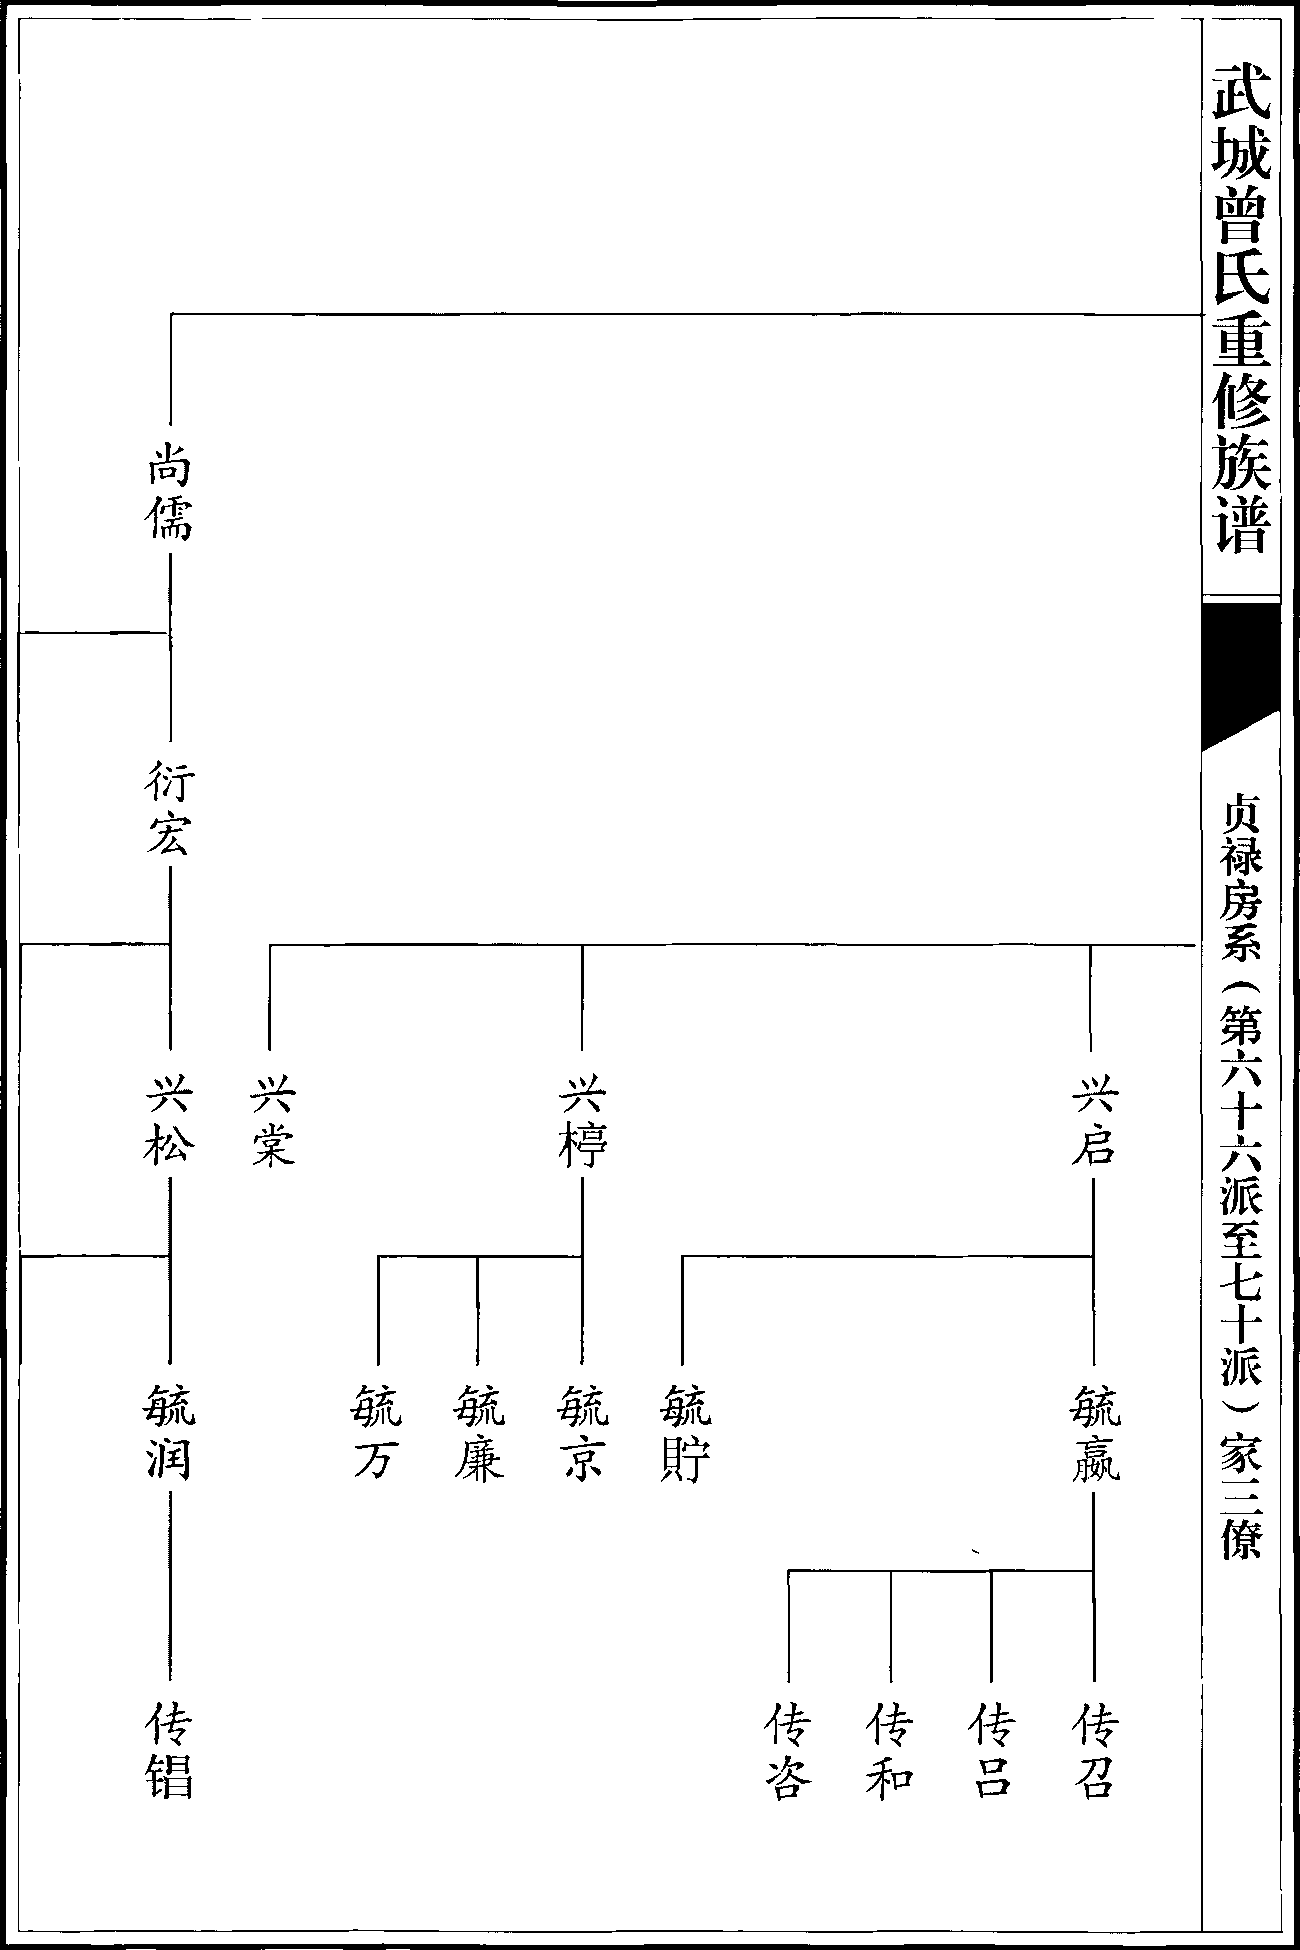 武城曾氏重修族谱
贞禄房系（第六十六派至七十派）家三僚
尚儒
衍宏
兴启
兴楟
兴棠
兴松
毓嬴
毓貯
毓京
毓廉
毓万
毓润
传召
传吕
传和
传咨
传锠